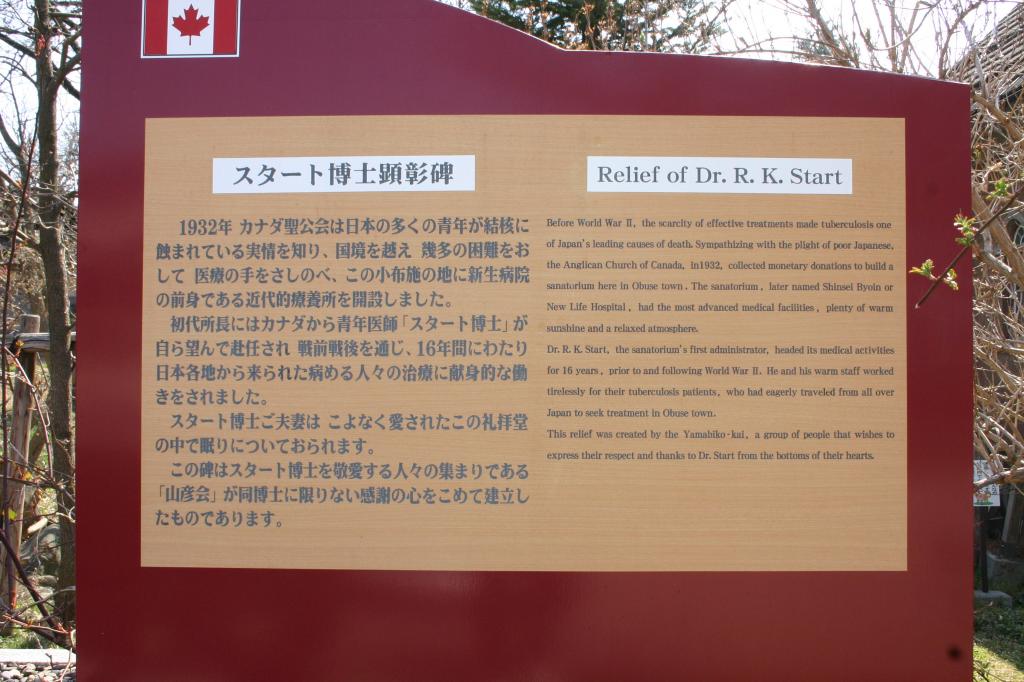 スタート博士顕彰碑
1932年 カナダ聖公会は日本の多くの青年が結核に
蝕まれている実情を知り、国境を越え 幾多の困難をお
して 医療の手をさしのべ、この小布施の地に新生病院
の前身である近代的療養所を開設しました。
初代所長にはカナダから青年医師「スタート博士」が
自ら望んで赴任され 戦前戦後を通じ、16年間にわたり
日本各地から来られた病める人々の治療に献身的な働
きをされました。
スタート博士ご夫妻は こよなく愛されたこの礼拝堂
の中で眠りについておられます。
この碑はスタート博士を敬愛する人々の集まりである
「山彦会」が同博士に限りない感謝の心をこめて建立し
たものであります。
Relief of Dr. R. K. Start
Before World War II, the scarcity of effective treatments made tuberculosis one
of Japan's leading causes of death. Sympathizing with the plight of poor Japanese,
the Anglican Church of Canada, in1932, collected monetary donations to build a
sanatorium here in Obuse town. The sanatorium, later named Shinsei Byoin or
New Life Hospital, had the most advanced medical facilities, plenty of warm
sunshine and a relaxed atmosphere.
Dr. R. K. Start, the sanatorium's first administrator, headed its medical activities
for 16 years, prior to and following World War II. He and his warm staff worked
tirelessly for their tuberculosis patients, who had eagerly traveled from all over
Japan to seek treatment in Obuse town.
This relief was created by the Yamabiko-kai, a group of people that wishes to
express their respect and thanks to Dr. Start from the bottoms of their hearts.